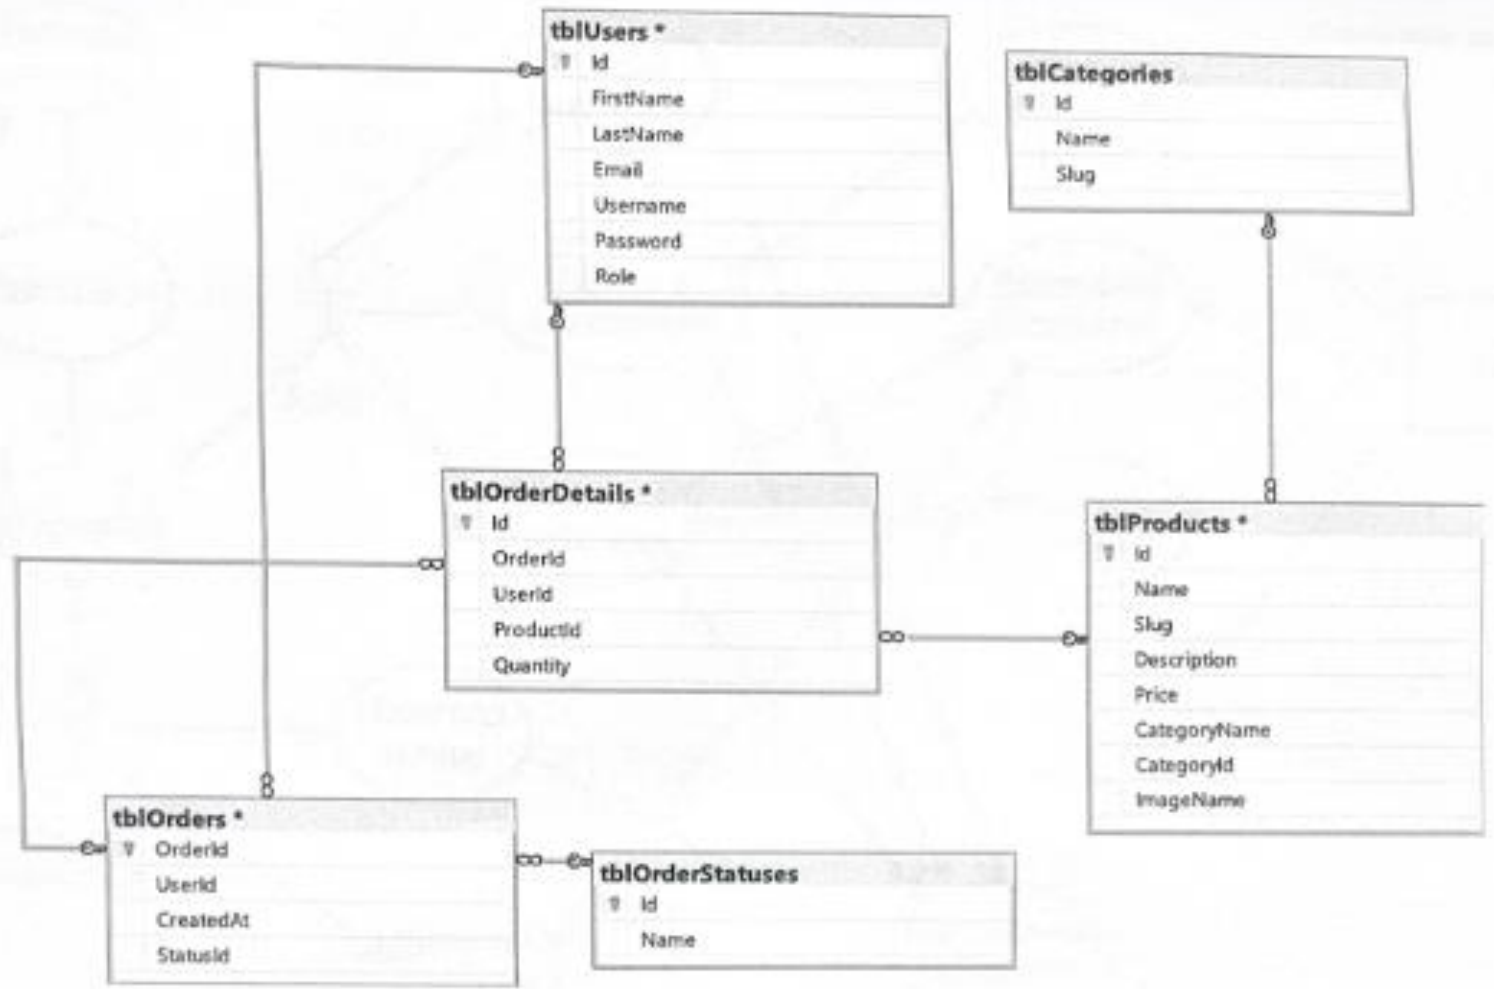 tblUsers *
Id
FirstName
LastName
Email
Username
Password
Role
tblCategories
Id
Name
Slug
tblOrderDetails *
Id
OrderId
UserId
ProductId
Quantity
tblProducts *
Id
Name
Slug
Description
Price
CategoryName
CategoryId
ImageName
tblOrders *
OrderId
UserId
CreatedAt
StatusId
tblOrderStatuses
Id
Name